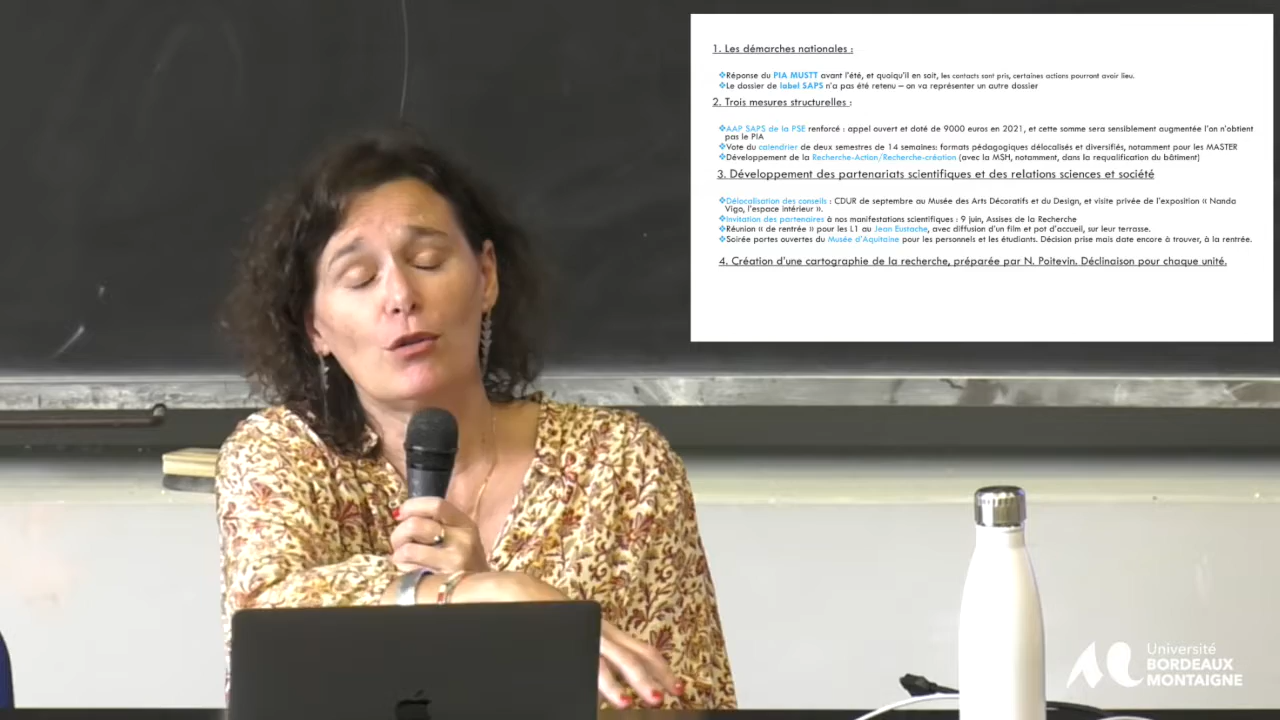 1. Les démarches nationales :
❖Réponse du PIA MUSTT avant l'été, et quoiqu'il en soit, les contacts sont pris, certaines actions pourront avoir lieu.
❖Le dossier de label SAPS n'a pas été retenu – on va représenter un autre dossier
2. Trois mesures structurelles :
❖AAP SAPS de la PSE renforcé : appel ouvert et doté de 9000 euros en 2021, et cette somme sera sensiblement augmentée l'on n'obtient
pas le PIA
❖Vote du calendrier de deux semestres de 14 semaines: formats pédagogiques délocalisés et diversifiés, notamment pour les MASTER
❖Développement de la Recherche-Action/Recherche-création (avec la MSH, notamment, dans la requalification du bâtiment)
3. Développement des partenariats scientifiques et des relations sciences et société
❖Délocalisation des conseils : CDUR de septembre au Musée des Arts Décoratifs et du Design, et visite privée de l'exposition « Nanda
Vigo, l'espace intérieur ».
❖Invitation des partenaires à nos manifestations scientifiques : 9 juin, Assises de la Recherche
❖Réunion « de rentrée » pour les L1 au Jean Eustache, avec diffusion d'un film et pot d'accueil, sur leur terrasse.
❖Soirée portes ouvertes du Musée d'Aquitaine pour les personnels et les étudiants. Décision prise mais date encore à trouver, à la rentrée.
4. Création d'une cartographie de la recherche, préparée par N. Poitevin. Déclinaison pour chaque unité.
Université
BORDEAUX
MONTAIGNE